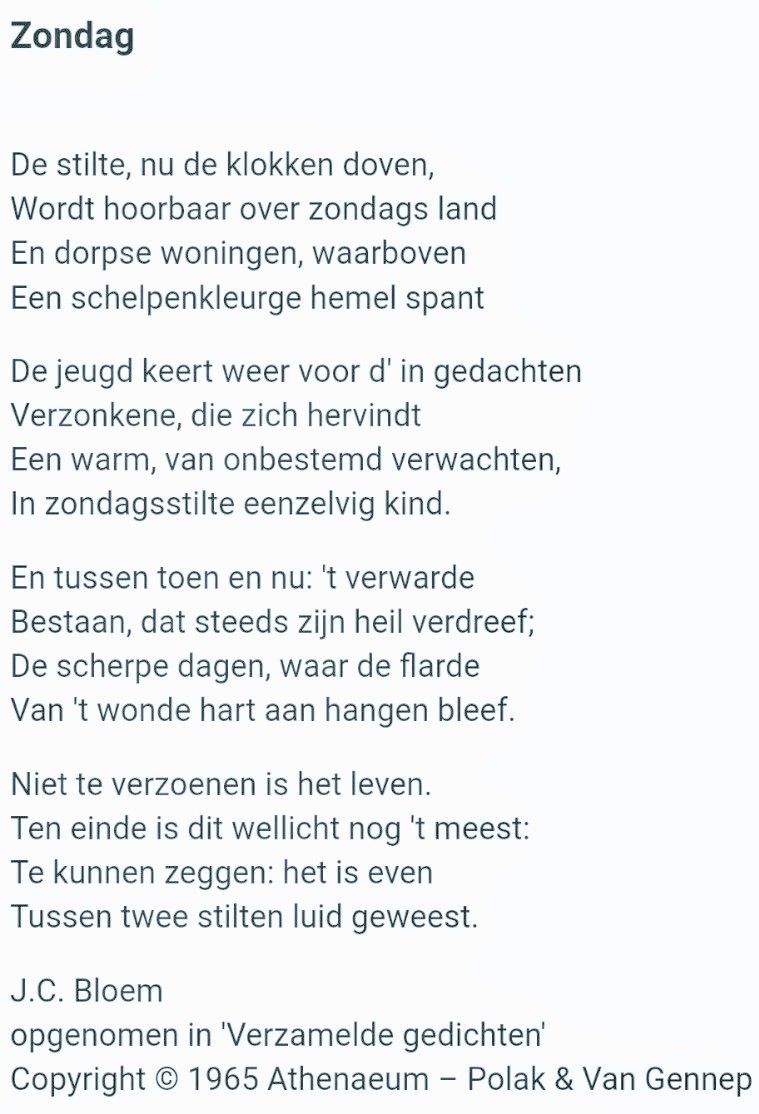 Zondag
De stilte, nu de klokken doven,
Wordt hoorbaar over zondags land
En dorpse woningen, waarboven
Een schelpenkleurge hemel spant
De jeugd keert weer voor d' in gedachten
Verzonkene, die zich hervindt
Een warm, van onbestemd verwachten,
In zondagsstilte eenzelvig kind.
En tussen toen en nu: 't verwarde
Bestaan, dat steeds zijn heil verdreef;
De scherpe dagen, waar de flarde
Van 't wonde hart aan hangen bleef.
Niet te verzoenen is het leven.
Ten einde is dit wellicht nog 't meest:
Te kunnen zeggen: het is even
Tussen twee stilten luid geweest.
J.C. Bloem
opgenomen in 'Verzamelde gedichten'
Copyright © 1965 Athenaeum – Polak & Van Gennep